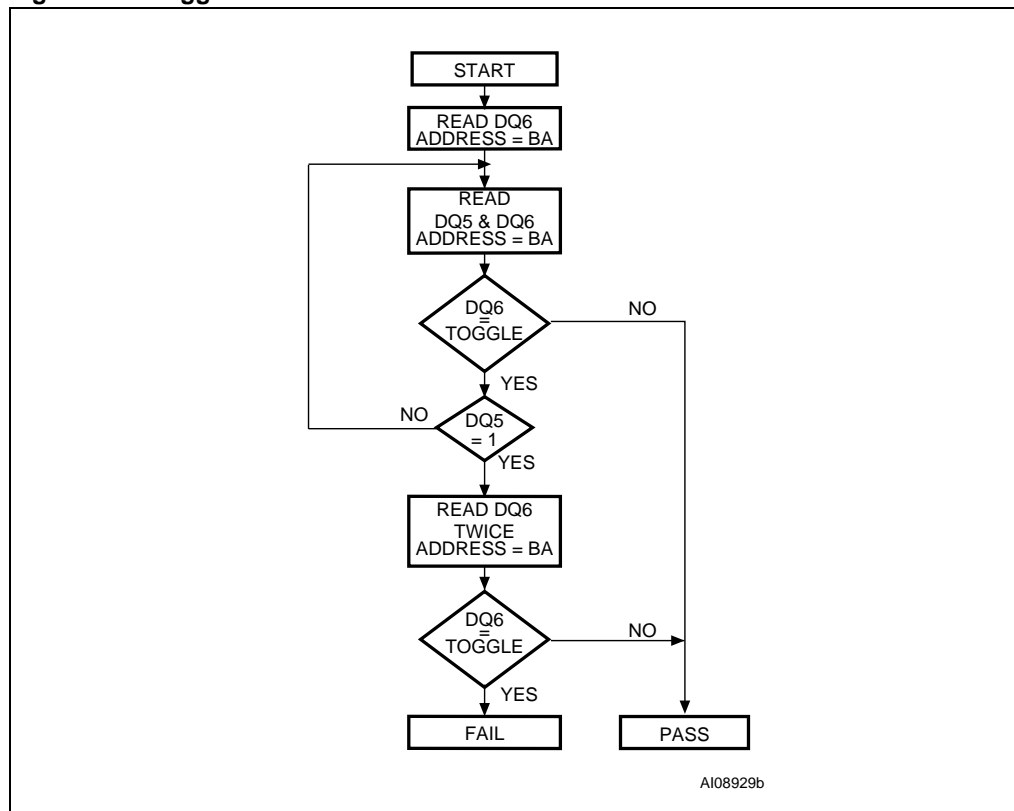 START
READ DQ6
ADDRESS = BA
READ
DQ5 & DQ6
ADDRESS = BA
DQ6
=
TOGGLE
NO
YES
NO
DQ5
= 1
YES
READ DQ6
TWICE
ADDRESS = BA
DQ6
=
TOGGLE
NO
YES
FAIL
PASS
AI08929b